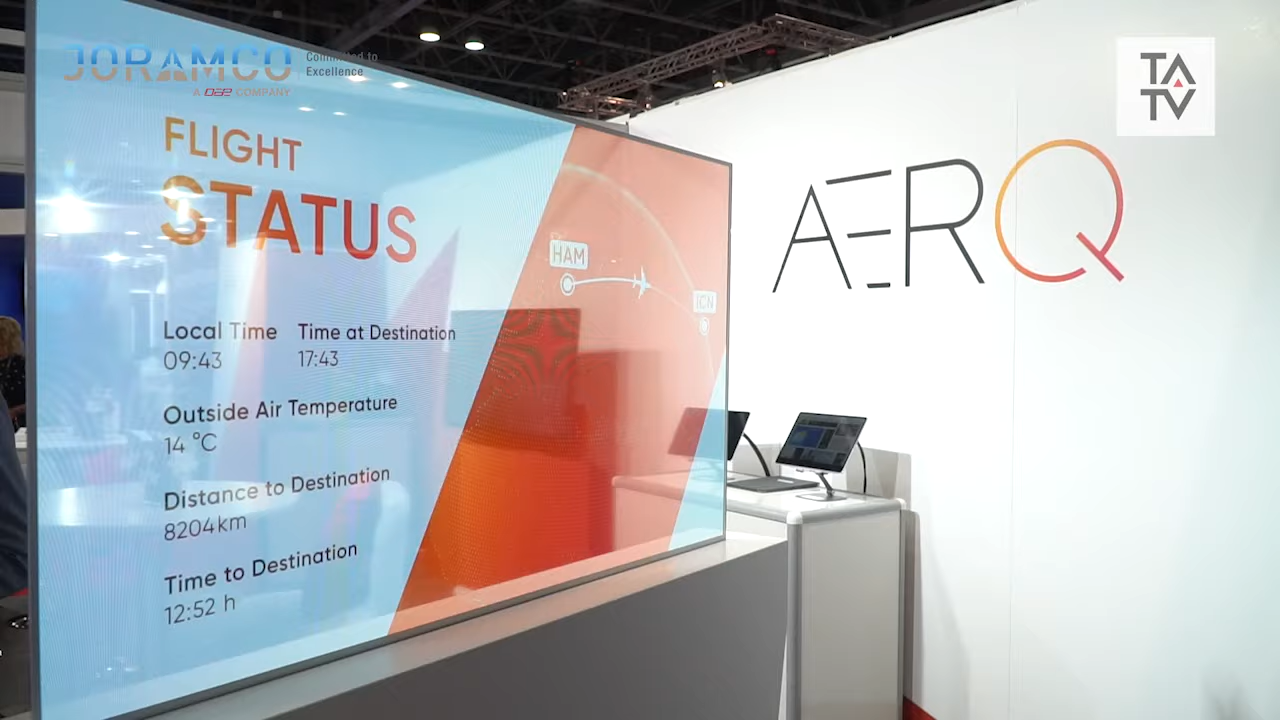 JORAMCO
Committed to
Excellence
A DAE COMPANY
TA
TV
FLIGHT
STATUS
HAM
ICN
Local Time
09:43
Time at Destination
17:43
Outside Air Temperature
14 °C
Distance to Destination
8204km
Time to Destination
12:52 h
AERQ